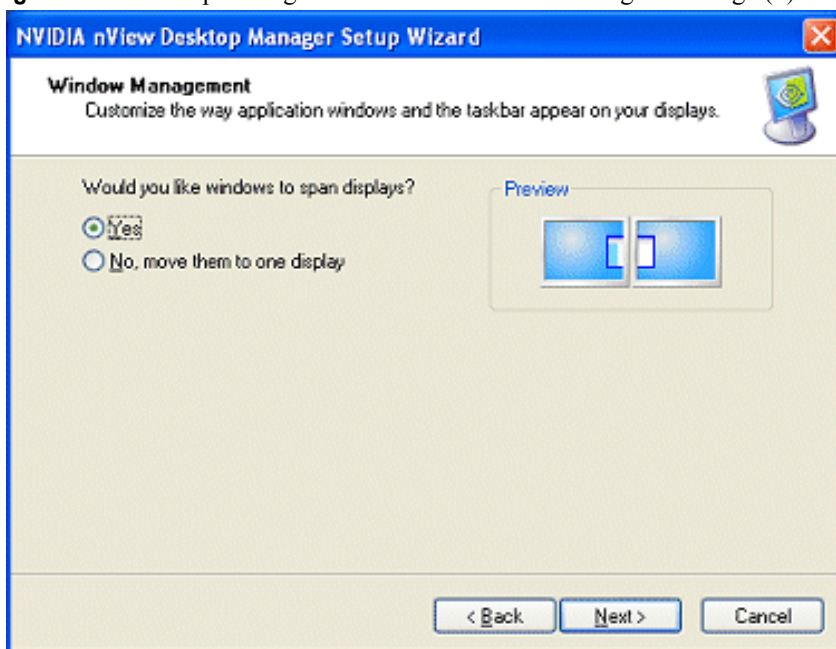 NVIDIA nView Desktop Manager Setup Wizard
Window Management
Customize the way application windows and the taskbar appear on your displays.
Would you like windows to span displays?
Preview
Yes
No, move them to one display
< Back
Next >
Cancel